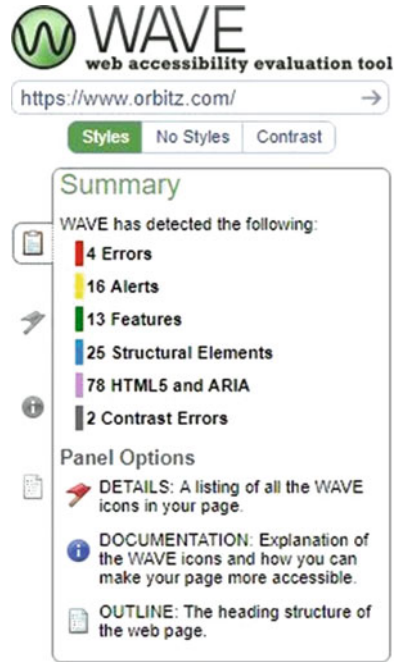 WAVE
web accessibility evaluation tool
https://www.orbitz.com/
Styles No Styles Contrast
Summary
WAVE has detected the following:
4 Errors
16 Alerts
13 Features
25 Structural Elements
78 HTML5 and ARIA
2 Contrast Errors
Panel Options
DETAILS: A listing of all the WAVE
icons in your page.
DOCUMENTATION: Explanation of
the WAVE icons and how you can
make your page more accessible.
OUTLINE: The heading structure of
the web page.